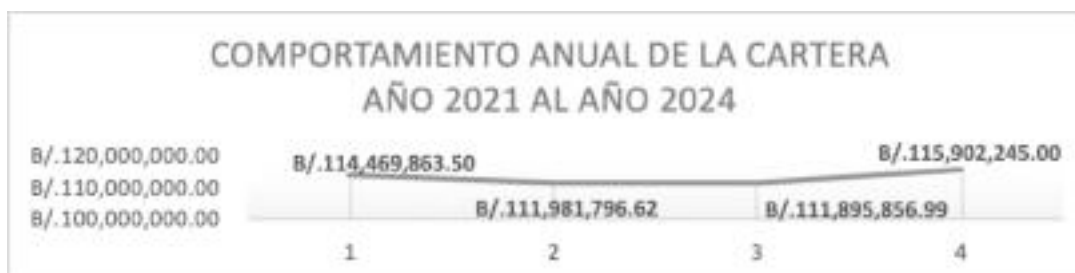 COMPORTAMIENTO ANUAL DE LA CARTERA
AÑO 2021 AL AÑO 2024
B/.120,000,000.00
B/.110,000,000.00
B/.100,000,000.00
B/.114,469,863.50
B/.111,981,796.62
B/.111,895,856.99
B/.115,902,245.00
1 2 3 4